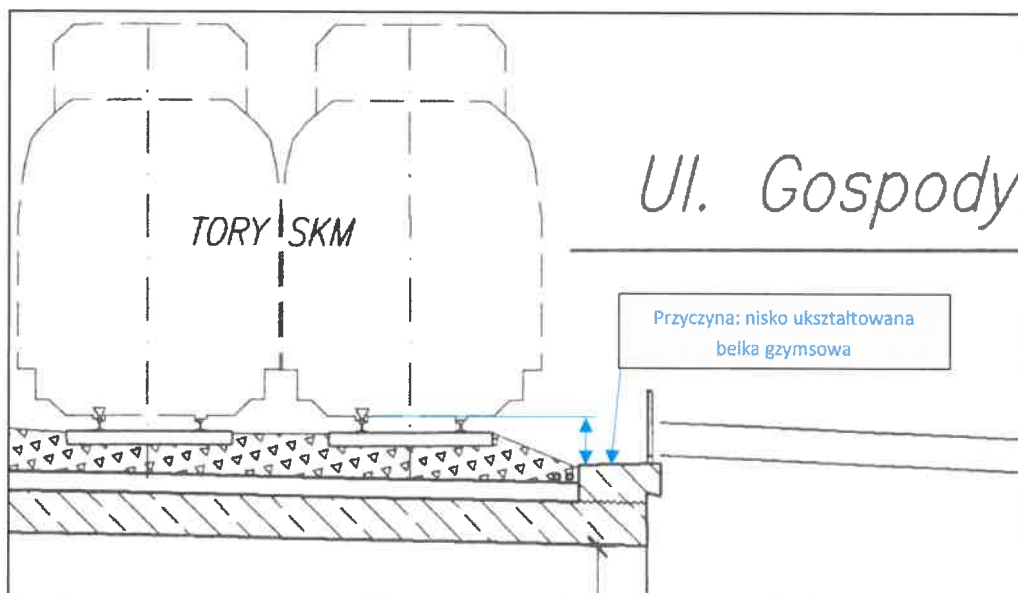 Ul. Gospody
TORY SKM
Przyczyna: nisko ukształtowana
belka gzymsowa